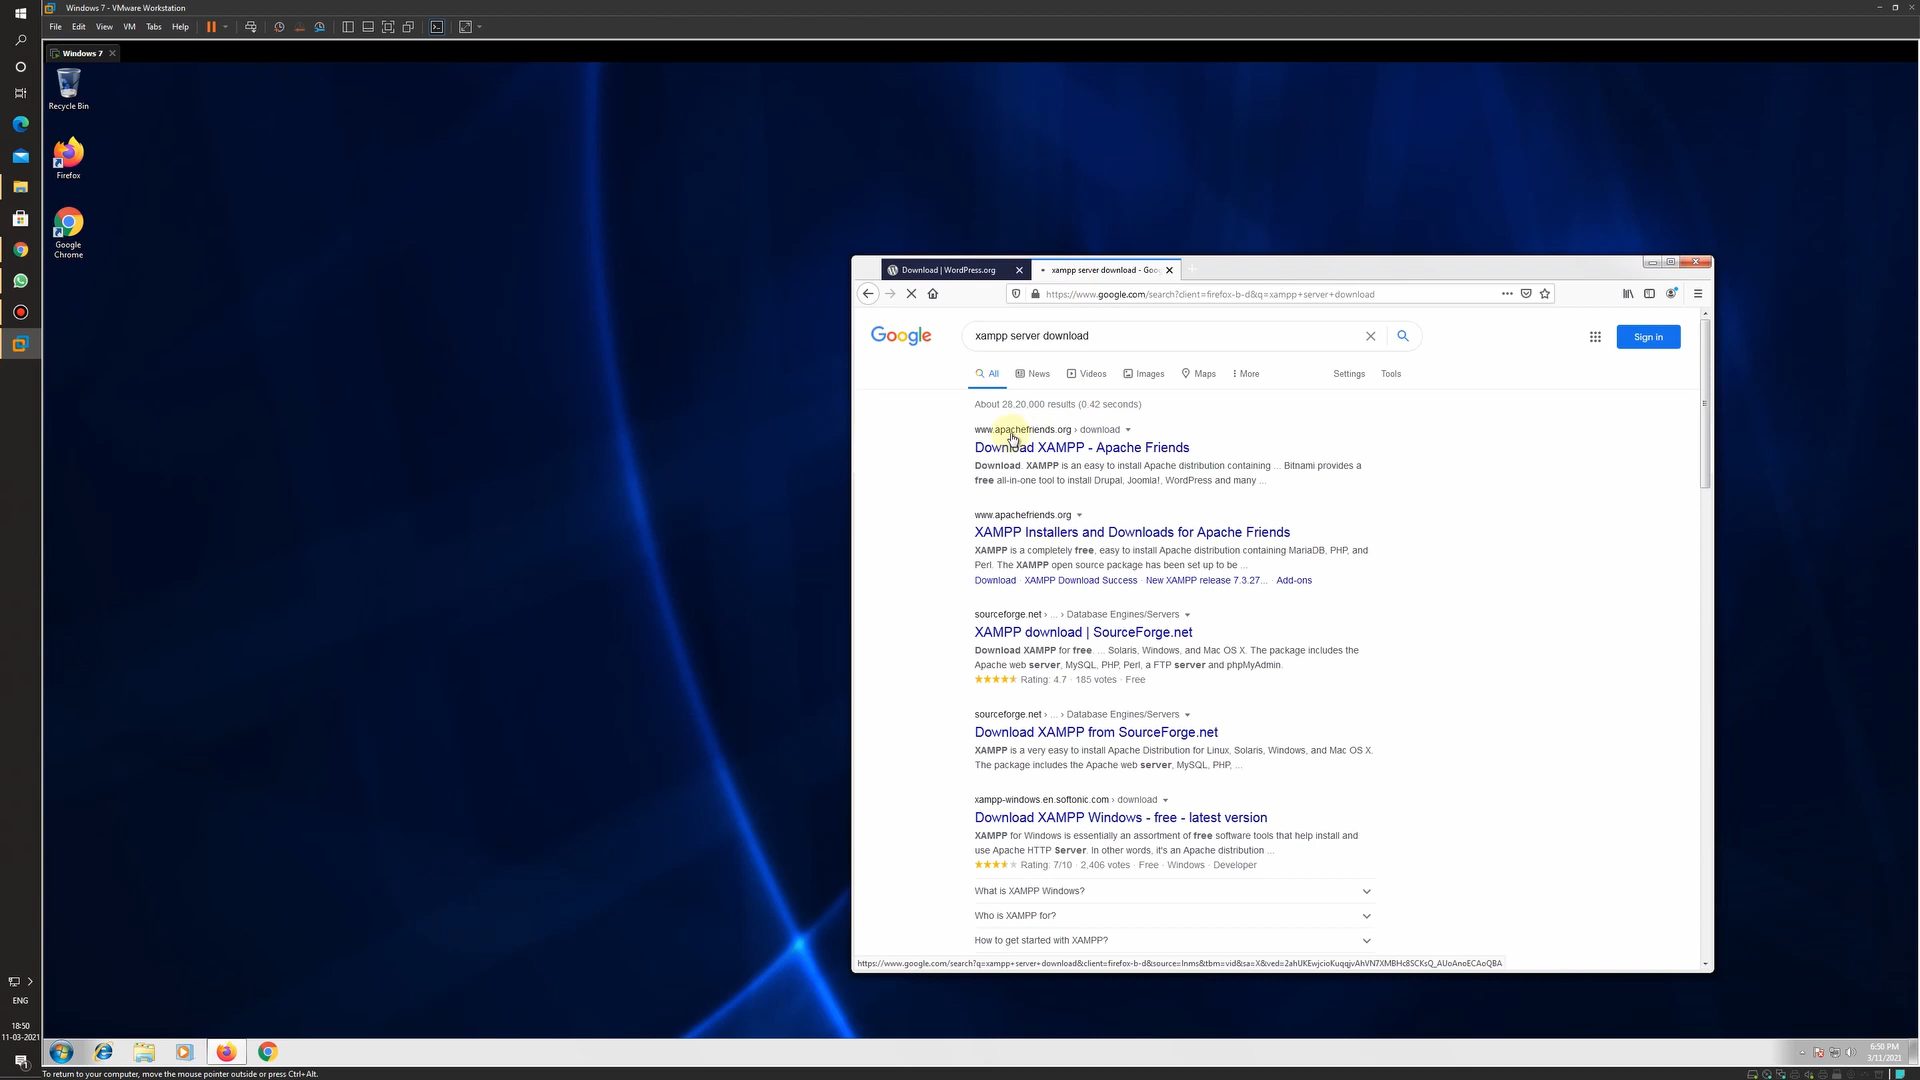 Windows 7 - VMware Workstation
File Edit View VM Tabs Help
Windows 7
Recycle Bin
Firefox
Google
Chrome
Download | WordPress.org
xampp server download - Goo
https://www.google.com/search?client=firefox-b-d&q=xampp+server+download
Google
xampp server download
Sign in
All News Videos Images Maps More Settings Tools
About 28,20,000 results (0.42 seconds)
www.apachefriends.org › download
Download XAMPP - Apache Friends
Download. XAMPP is an easy to install Apache distribution containing ... Bitnami provides a
free all-in-one tool to install Drupal, Joomla!, WordPress and many ...
www.apachefriends.org
XAMPP Installers and Downloads for Apache Friends
XAMPP is a completely free, easy to install Apache distribution containing MariaDB, PHP, and
Perl. The XAMPP open source package has been set up to be ...
Download · XAMPP Download Success · New XAMPP release 7.3.27... · Add-ons
sourceforge.net › ... › Database Engines/Servers
XAMPP download | SourceForge.net
Download XAMPP for free. ... Solaris, Windows, and Mac OS X. The package includes the
Apache web server, MySQL, PHP, Perl, a FTP server and phpMyAdmin.
Rating: 4.7 · 185 votes · Free
sourceforge.net › ... › Database Engines/Servers
Download XAMPP from SourceForge.net
XAMPP is a very easy to install Apache Distribution for Linux, Solaris, Windows, and Mac OS X.
The package includes the Apache web server, MySQL, PHP, ...
xampp-windows.en.softonic.com › download
Download XAMPP Windows - free - latest version
XAMPP for Windows is essentially an assortment of free software tools that help install and
use Apache HTTP Server. In other words, it's an Apache distribution ...
Rating: 7/10 · 2,406 votes · Free · Windows · Developer
What is XAMPP Windows?
Who is XAMPP for?
How to get started with XAMPP?
ENG
18:50
11-03-2021
6:50 PM
3/11/2021
To return to your computer, move the mouse pointer outside or press Ctrl+Alt.